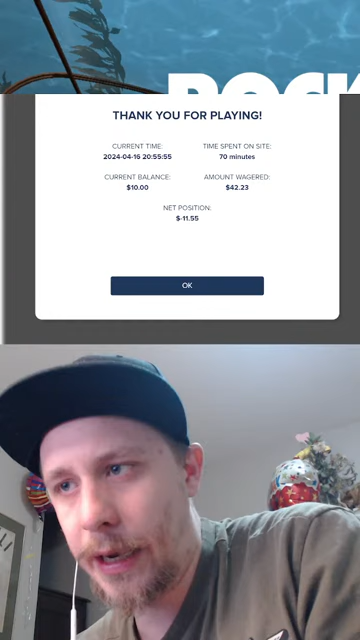 THANK YOU FOR PLAYING!
CURRENT TIME:
2024-04-16 20:55:55
TIME SPENT ON SITE:
70 minutes
CURRENT BALANCE:
$10.00
AMOUNT WAGERED:
$42.23
NET POSITION:
$-11.55
OK